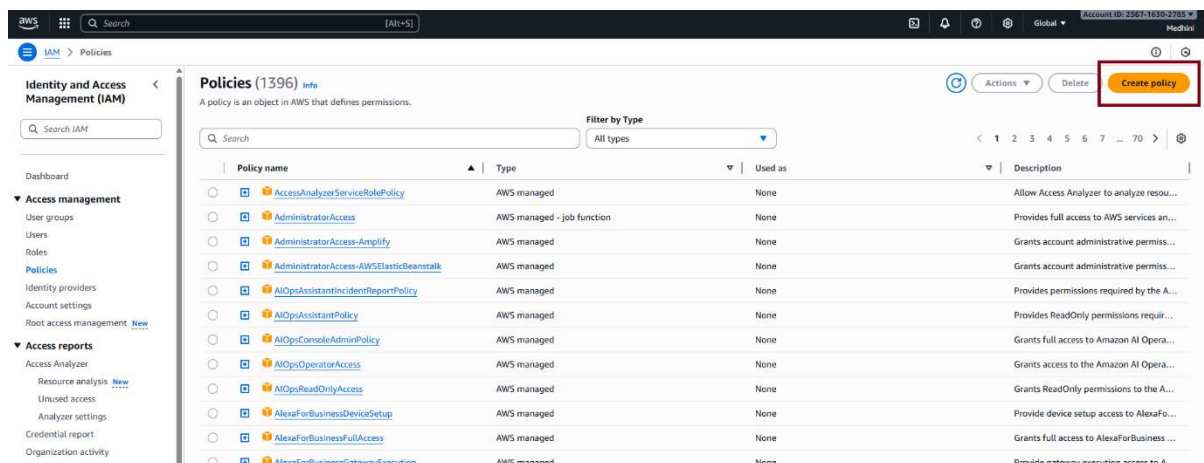 aws
Search
[Alt+S]
Global
Account ID: 2567-1630-2785
Medhini
IAM > Policies
Identity and Access
Management (IAM)
Search IAM
Dashboard
Access management
User groups
Users
Roles
Policies
Identity providers
Account settings
Root access management New
Access reports
Access Analyzer
Resource analysis New
Unused access
Analyzer settings
Credential report
Organization activity
Policies (1396) Info
A policy is an object in AWS that defines permissions.
Actions
Delete
Create policy
Filter by Type
Search
All types
< 1 2 3 4 5 6 7 ... 70 >
Policy name Type Used as Description
AccessAnalyzerServiceRolePolicy AWS managed None Allow Access Analyzer to analyze resou...
AdministratorAccess AWS managed - job function None Provides full access to AWS services an...
AdministratorAccess-Amplify AWS managed None Grants account administrative permiss...
AdministratorAccess-AWSElasticBeanstalk AWS managed None Grants account administrative permiss...
AIOpsAssistantIncidentReportPolicy AWS managed None Provides permissions required by the A...
AIOpsAssistantPolicy AWS managed None Provides ReadOnly permissions requir...
AIOpsConsoleAdminPolicy AWS managed None Grants full access to Amazon AI Opera...
AIOpsOperatorAccess AWS managed None Grants access to the Amazon AI Opera...
AIOpsReadOnlyAccess AWS managed None Grants ReadOnly permissions to the A...
AlexaForBusinessDeviceSetup AWS managed None Provide device setup access to AlexaFo...
AlexaForBusinessFullAccess AWS managed None Grants full access to AlexaForBusiness ...
AlexaForBusinessGatewayExecution AWS managed None Provide gateway execution access to A...